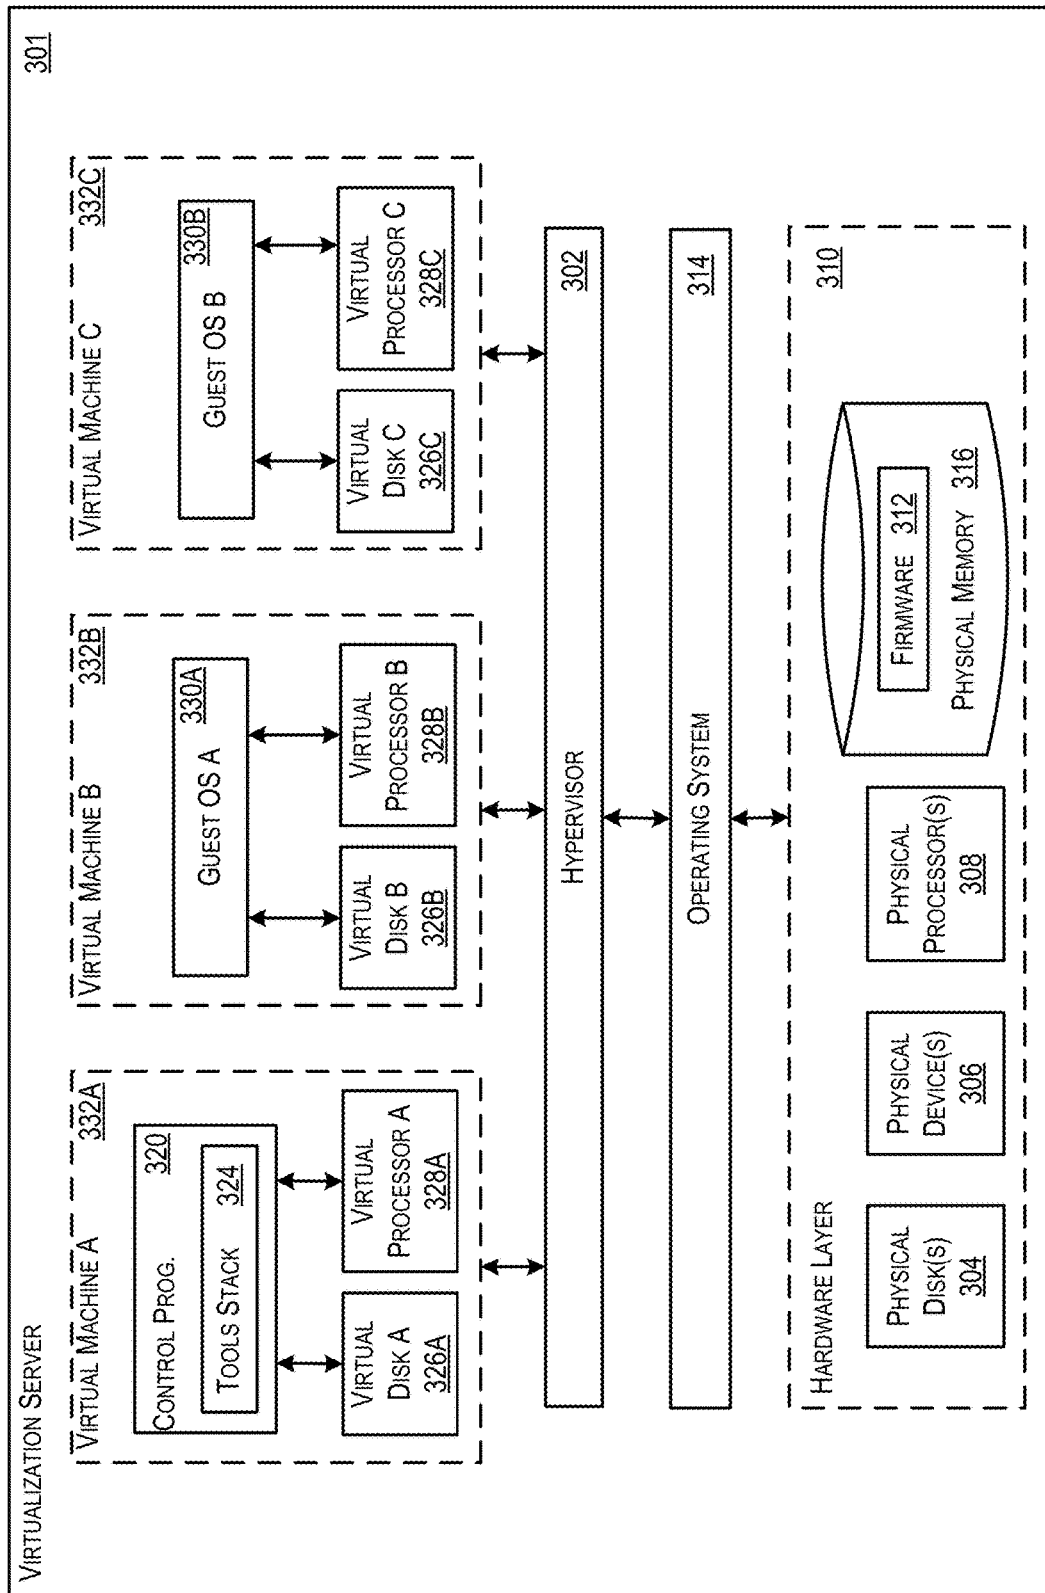 VIRTUALIZATION SERVER
301
VIRTUAL MACHINE A
332A
CONTROL PROG.
320
TOOLS STACK
324
VIRTUAL
DISK A
326A
VIRTUAL
PROCESSOR A
328A
VIRTUAL MACHINE B
332B
GUEST OS A
330A
VIRTUAL
DISK B
326B
VIRTUAL
PROCESSOR B
328B
VIRTUAL MACHINE C
332C
GUEST OS B
330B
VIRTUAL
DISK C
326C
VIRTUAL
PROCESSOR C
328C
HYPERVISOR
302
OPERATING SYSTEM
314
HARDWARE LAYER
310
PHYSICAL
DISK(S)
304
PHYSICAL
DEVICE(S)
306
PHYSICAL
PROCESSOR(S)
308
FIRMWARE 312
PHYSICAL MEMORY 316